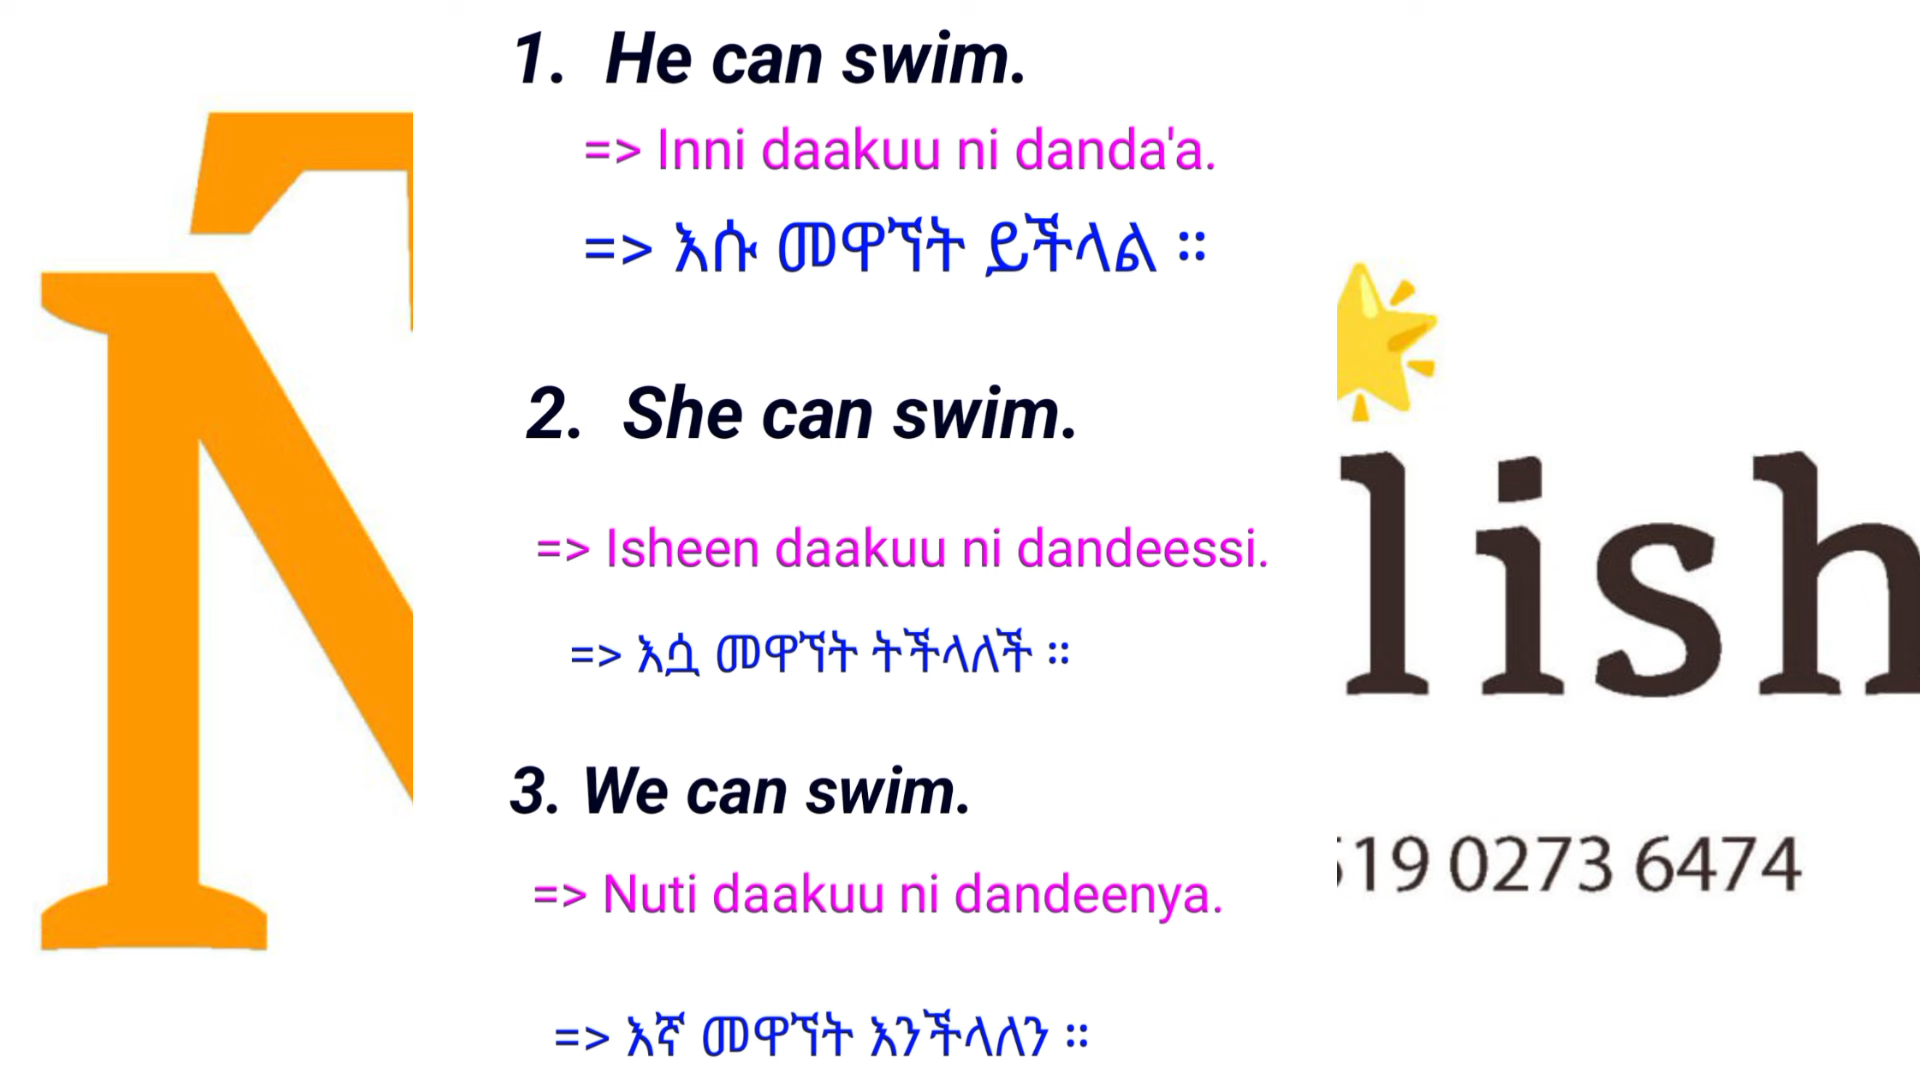 1. He can swim.
=> Inni daakuu ni danda'a.
=> እሱ መዋኘት ይችላል ።
2. She can swim.
=> Isheen daakuu ni dandeessi.
=> እሷ መዋኘት ትችላለች ።
3. We can swim.
=> Nuti daakuu ni dandeenya.
=> እኛ መዋኘት እንችላለን ።
N
lish
19 0273 6474